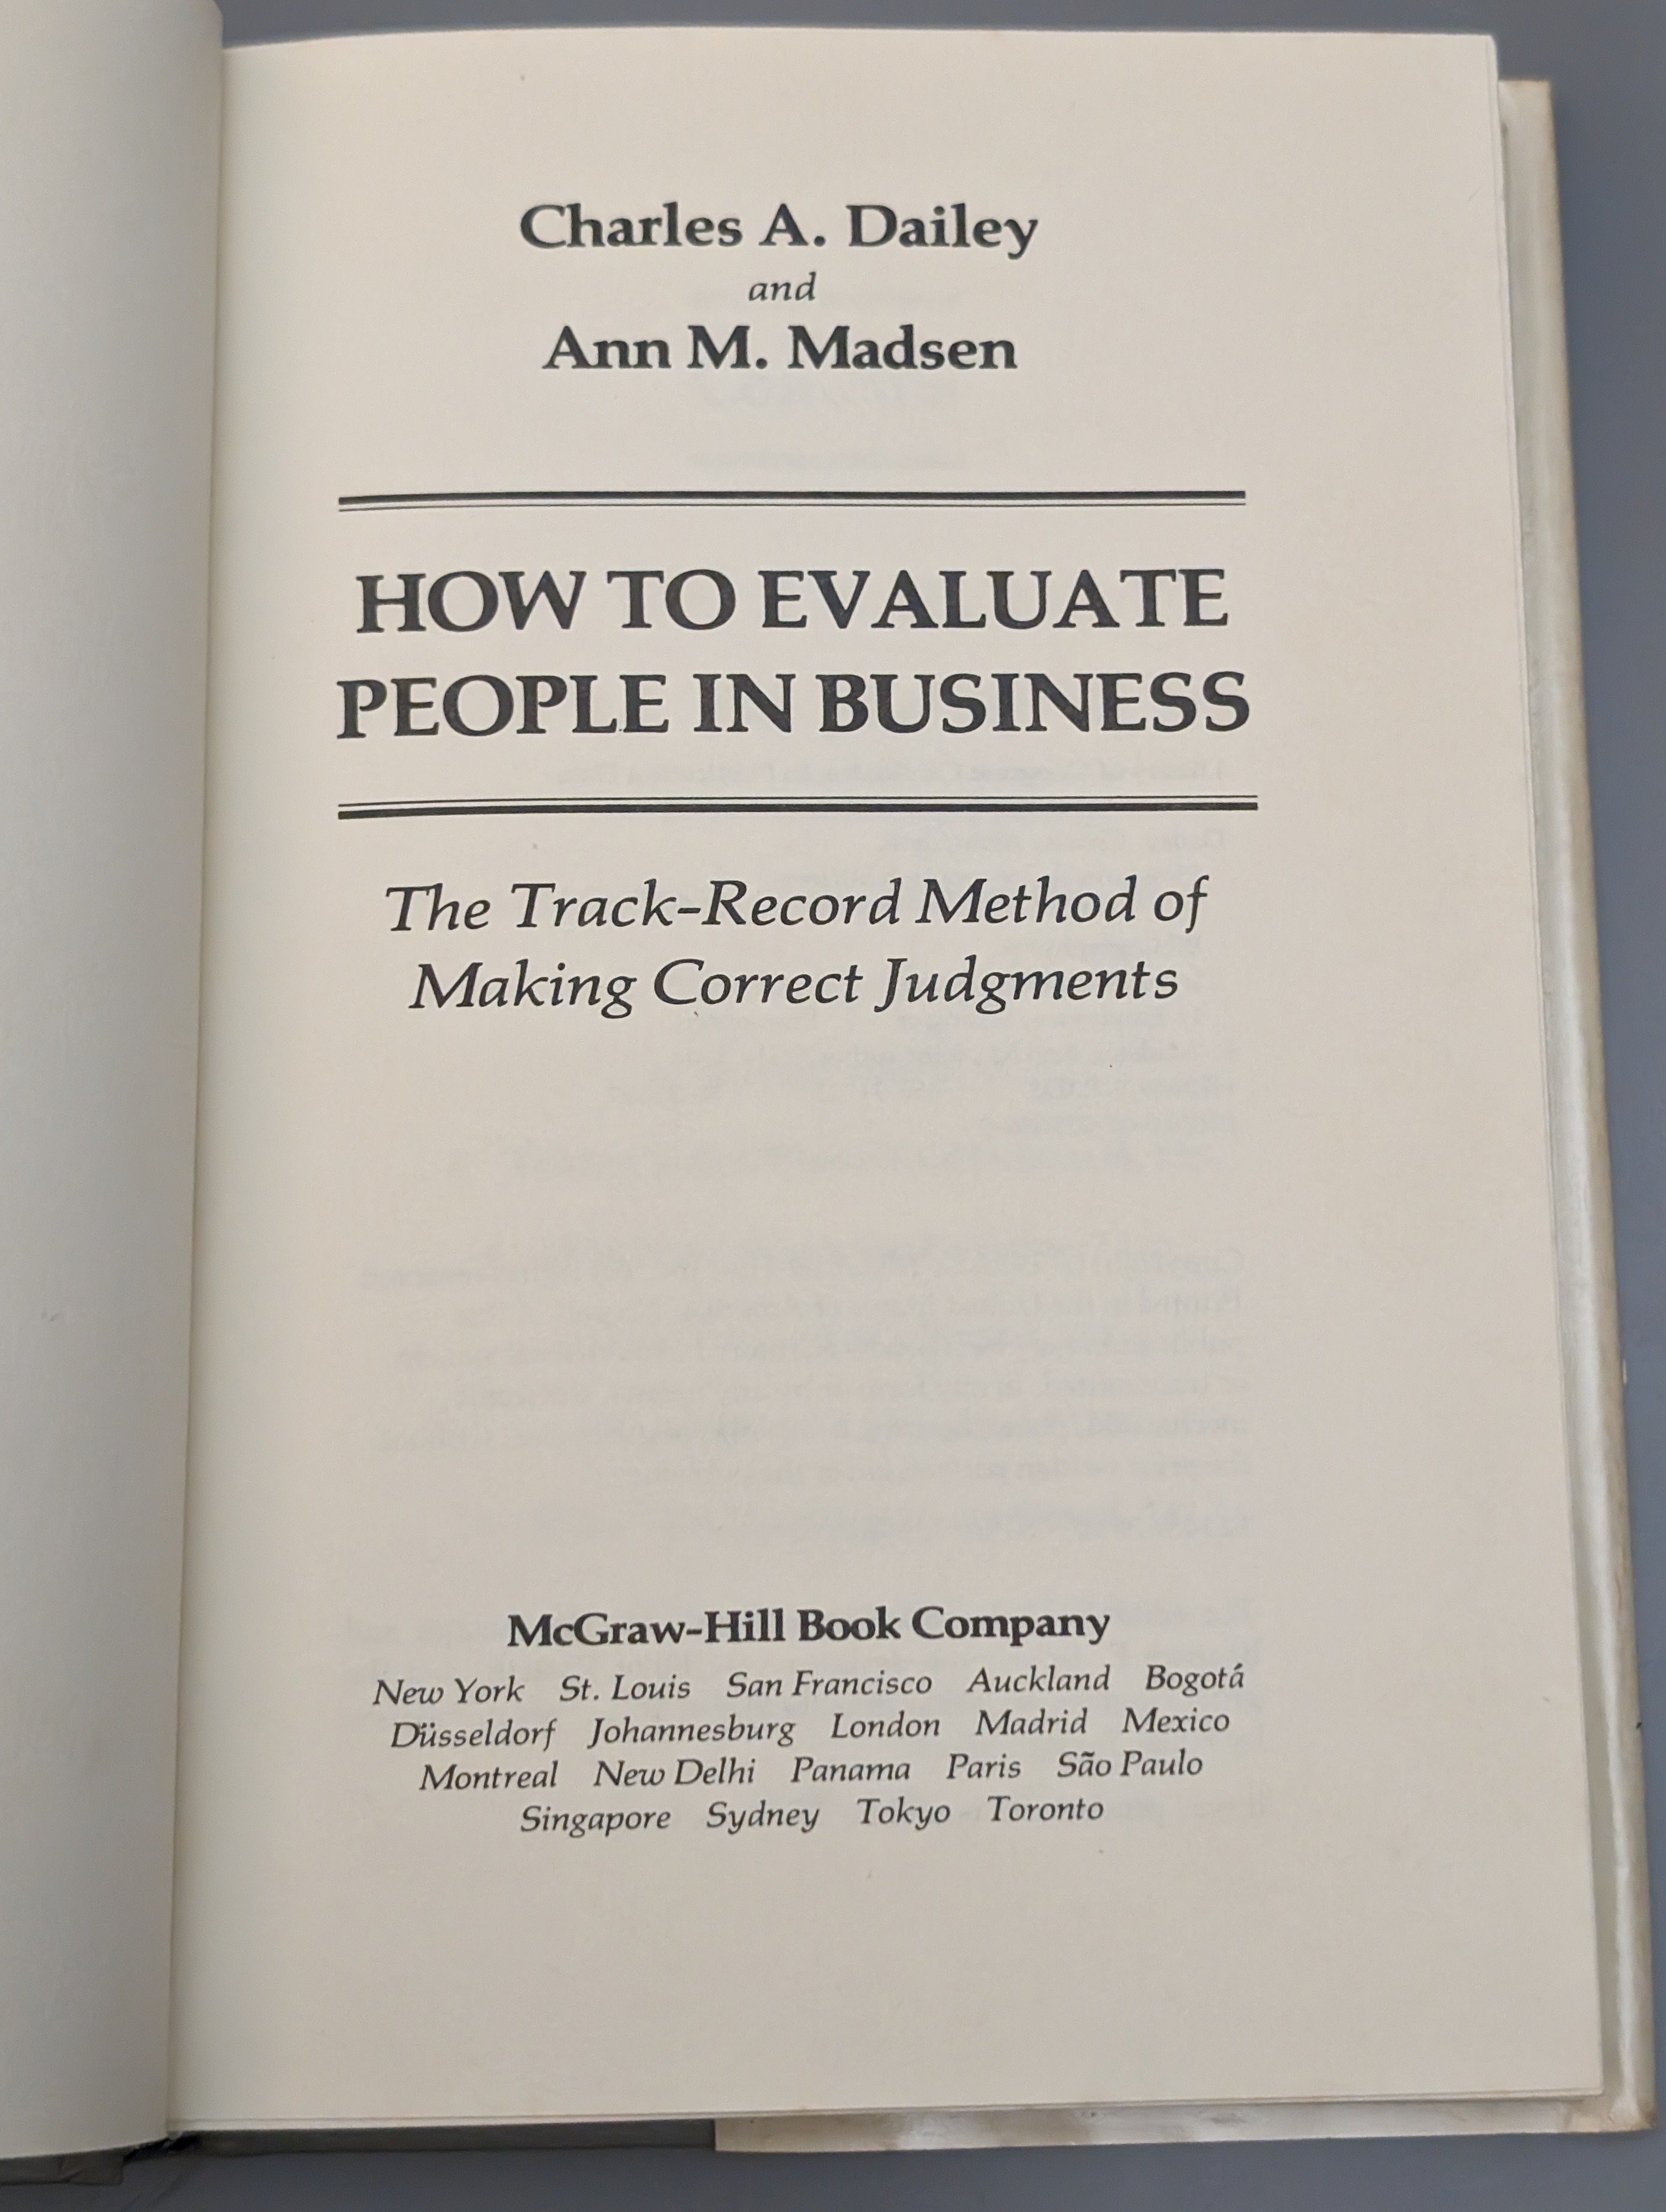 Charles A. Dailey
and
Ann M. Madsen
HOW TO EVALUATE
PEOPLE IN BUSINESS
The Track-Record Method of
Making Correct Judgments
McGraw-Hill Book Company
New York St. Louis San Francisco Auckland Bogotá
Düsseldorf Johannesburg London Madrid Mexico
Montreal New Delhi Panama Paris São Paulo
Singapore Sydney Tokyo Toronto